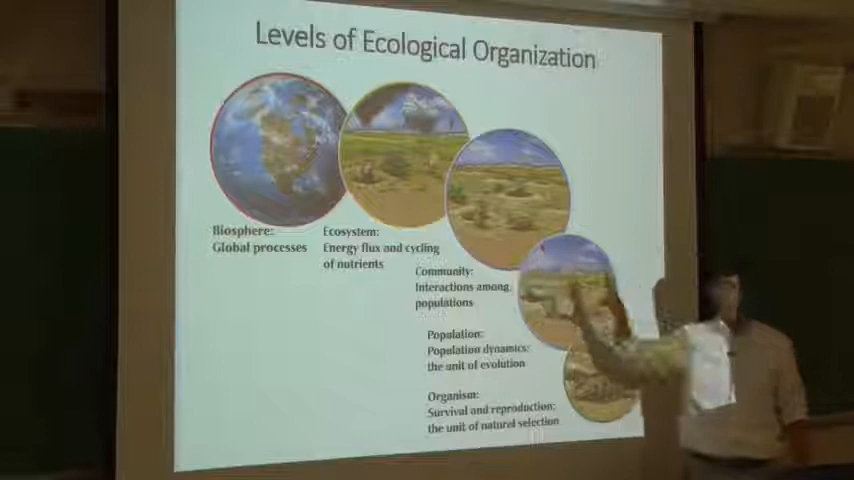 Levels of Ecological Organization
Biosphere:
Global processes
Ecosystem:
Energy flux and cycling
of nutrients
Community:
Interactions among
populations
Population:
Population dynamics:
the unit of evolution
Organism:
Survival and reproduction:
the unit of natural selection